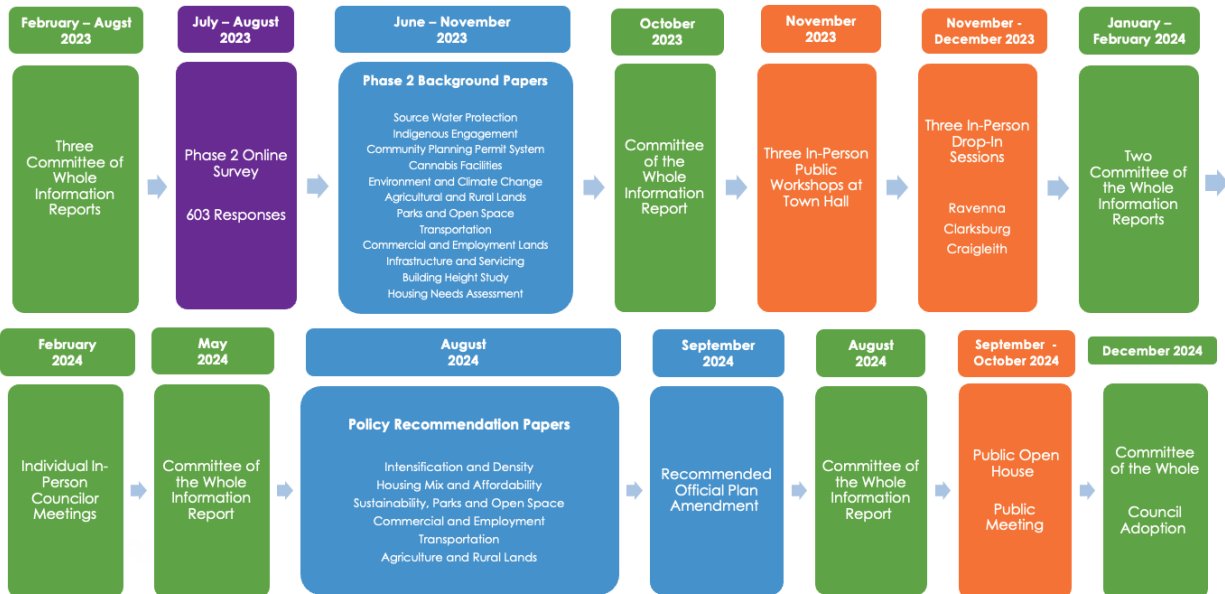 February – Augst
2023
Three
Committee of
Whole
Information
Reports
July – August
2023
Phase 2 Online
Survey
603 Responses
June – November
2023
Phase 2 Background Papers
Source Water Protection
Indigenous Engagement
Community Planning Permit System
Cannabis Facilities
Environment and Climate Change
Agricultural and Rural Lands
Parks and Open Space
Transportation
Commercial and Employment Lands
Infrastructure and Servicing
Building Height Study
Housing Needs Assessment
October
2023
Committee
of the
Whole
Information
Report
November
2023
Three In-Person
Public
Workshops at
Town Hall
November -
December 2023
Three In-Person
Drop-In
Sessions
Ravenna
Clarksburg
Craigleith
January –
February 2024
Two
Committee of
the Whole
Information
Reports
February
2024
Individual In-
Person
Councilor
Meetings
May
2024
Committee of
the Whole
Information
Report
August
2024
Policy Recommendation Papers
Intensification and Density
Housing Mix and Affordability
Sustainability, Parks and Open Space
Commercial and Employment
Transportation
Agriculture and Rural Lands
September
2024
Recommended
Official Plan
Amendment
August
2024
Committee of
the Whole
Information
Report
September -
October 2024
Public Open
House
Public
Meeting
December 2024
Committee
of the Whole
Council
Adoption